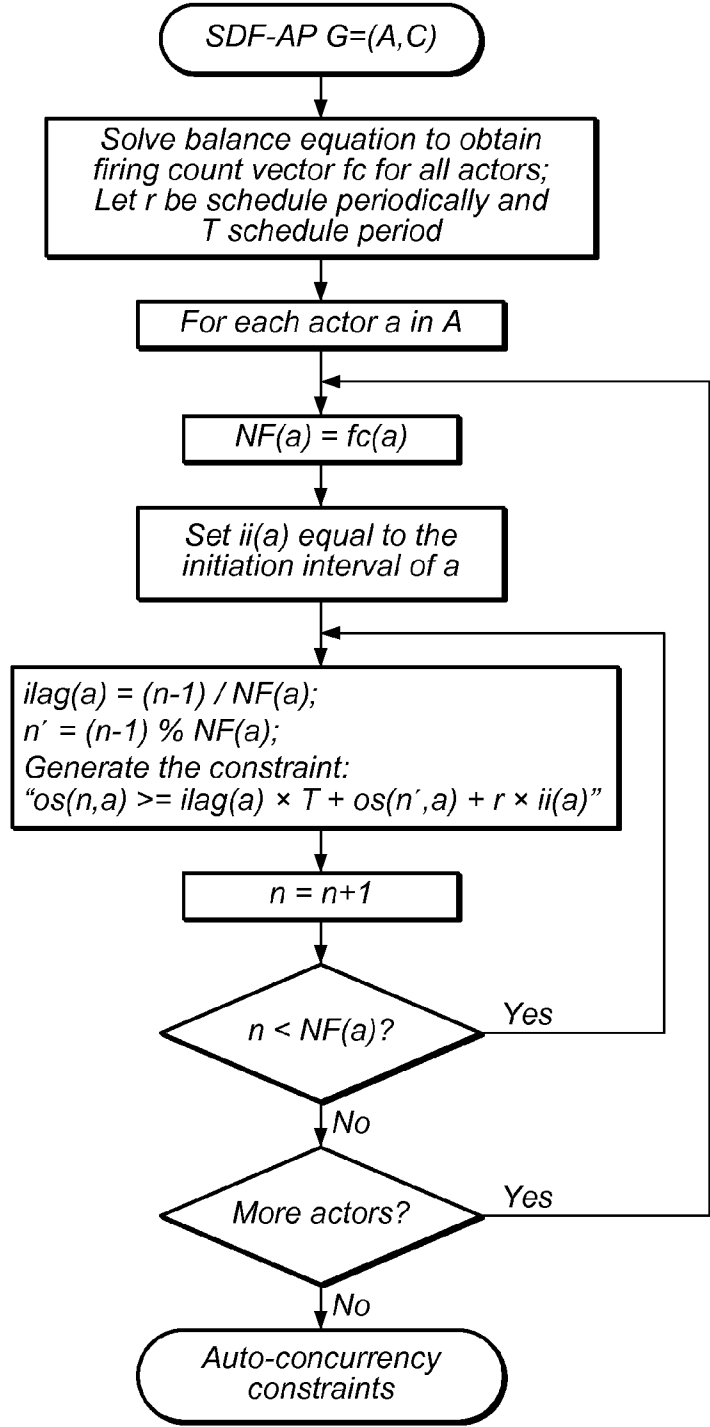 SDF-AP G=(A,C)
Solve balance equation to obtain
firing count vector fc for all actors;
Let r be schedule periodically and
T schedule period
For each actor a in A
NF(a) = fc(a)
Set ii(a) equal to the
initiation interval of a
ilag(a) = (n-1) / NF(a);
n′ = (n-1) % NF(a);
Generate the constraint:
“os(n,a) >= ilag(a) × T + os(n′,a) + r × ii(a)”
n = n+1
n < NF(a)?
Yes
No
More actors?
Yes
No
Auto-concurrency
constraints